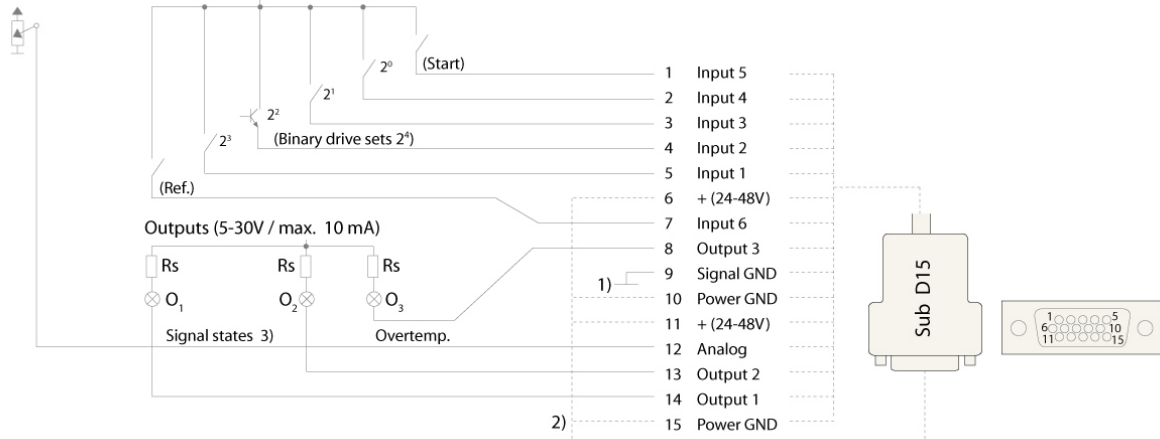 (Start)
2⁰
2¹
2²
2³
(Binary drive sets 2⁴)
(Ref.)
Outputs (5-30V / max. 10 mA)
Rs
Rs
Rs
O₁
O₂
O₃
Signal states 3)
Overtemp.
1)
2)
1 Input 5
2 Input 4
3 Input 3
4 Input 2
5 Input 1
6 + (24-48V)
7 Input 6
8 Output 3
9 Signal GND
10 Power GND
11 + (24-48V)
12 Analog
13 Output 2
14 Output 1
15 Power GND
Sub D15
1 5
6 10
11 15